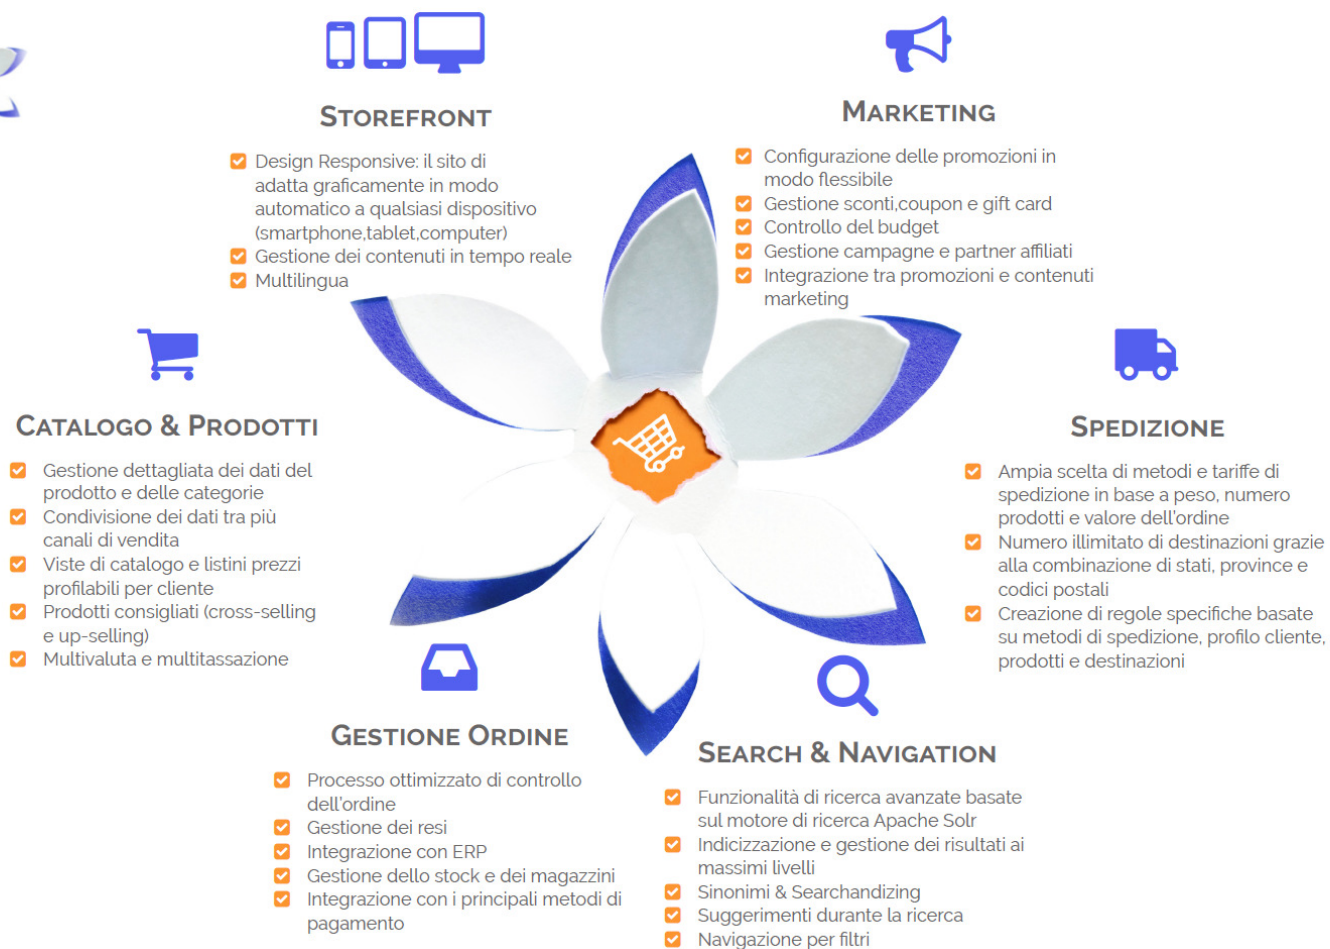 STOREFRONT
Design Responsive: il sito di
adatta graficamente in modo
automatico a qualsiasi dispositivo
(smartphone,tablet,computer)
Gestione dei contenuti in tempo reale
Multilingua
MARKETING
Configurazione delle promozioni in
modo flessibile
Gestione sconti,coupon e gift card
Controllo del budget
Gestione campagne e partner affiliati
Integrazione tra promozioni e contenuti
marketing
CATALOGO & PRODOTTI
Gestione dettagliata dei dati del
prodotto e delle categorie
Condivisione dei dati tra più
canali di vendita
Viste di catalogo e listini prezzi
profilabili per cliente
Prodotti consigliati (cross-selling
e up-selling)
Multivaluta e multitassazione
SPEDIZIONE
Ampia scelta di metodi e tariffe di
spedizione in base a peso, numero
prodotti e valore dell'ordine
Numero illimitato di destinazioni grazie
alla combinazione di stati, province e
codici postali
Creazione di regole specifiche basate
su metodi di spedizione, profilo cliente,
prodotti e destinazioni
GESTIONE ORDINE
Processo ottimizzato di controllo
dell'ordine
Gestione dei resi
Integrazione con ERP
Gestione dello stock e dei magazzini
Integrazione con i principali metodi di
pagamento
SEARCH & NAVIGATION
Funzionalità di ricerca avanzate basate
sul motore di ricerca Apache Solr
Indicizzazione e gestione dei risultati ai
massimi livelli
Sinonimi & Searchandizing
Suggerimenti durante la ricerca
Navigazione per filtri